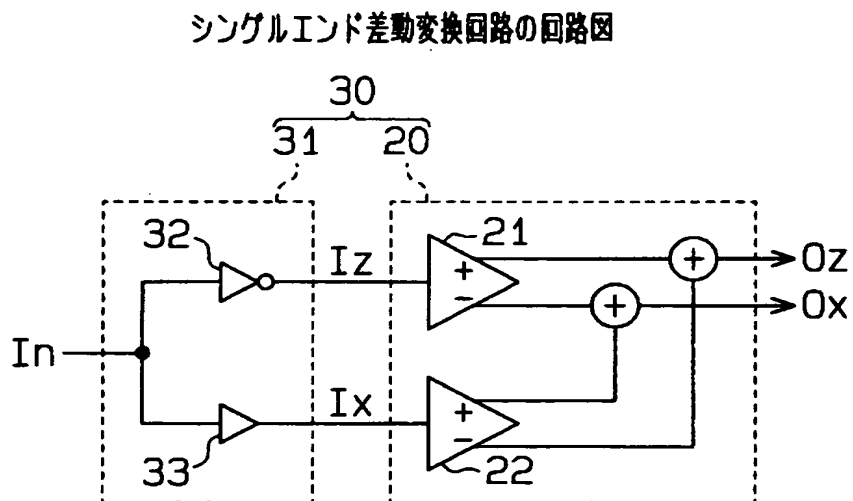 シングルエンド差動変換回路の回路図
30
31 20
32 Iz 21
+ + Oz
− + Ox
In
Ix +
−
33 22